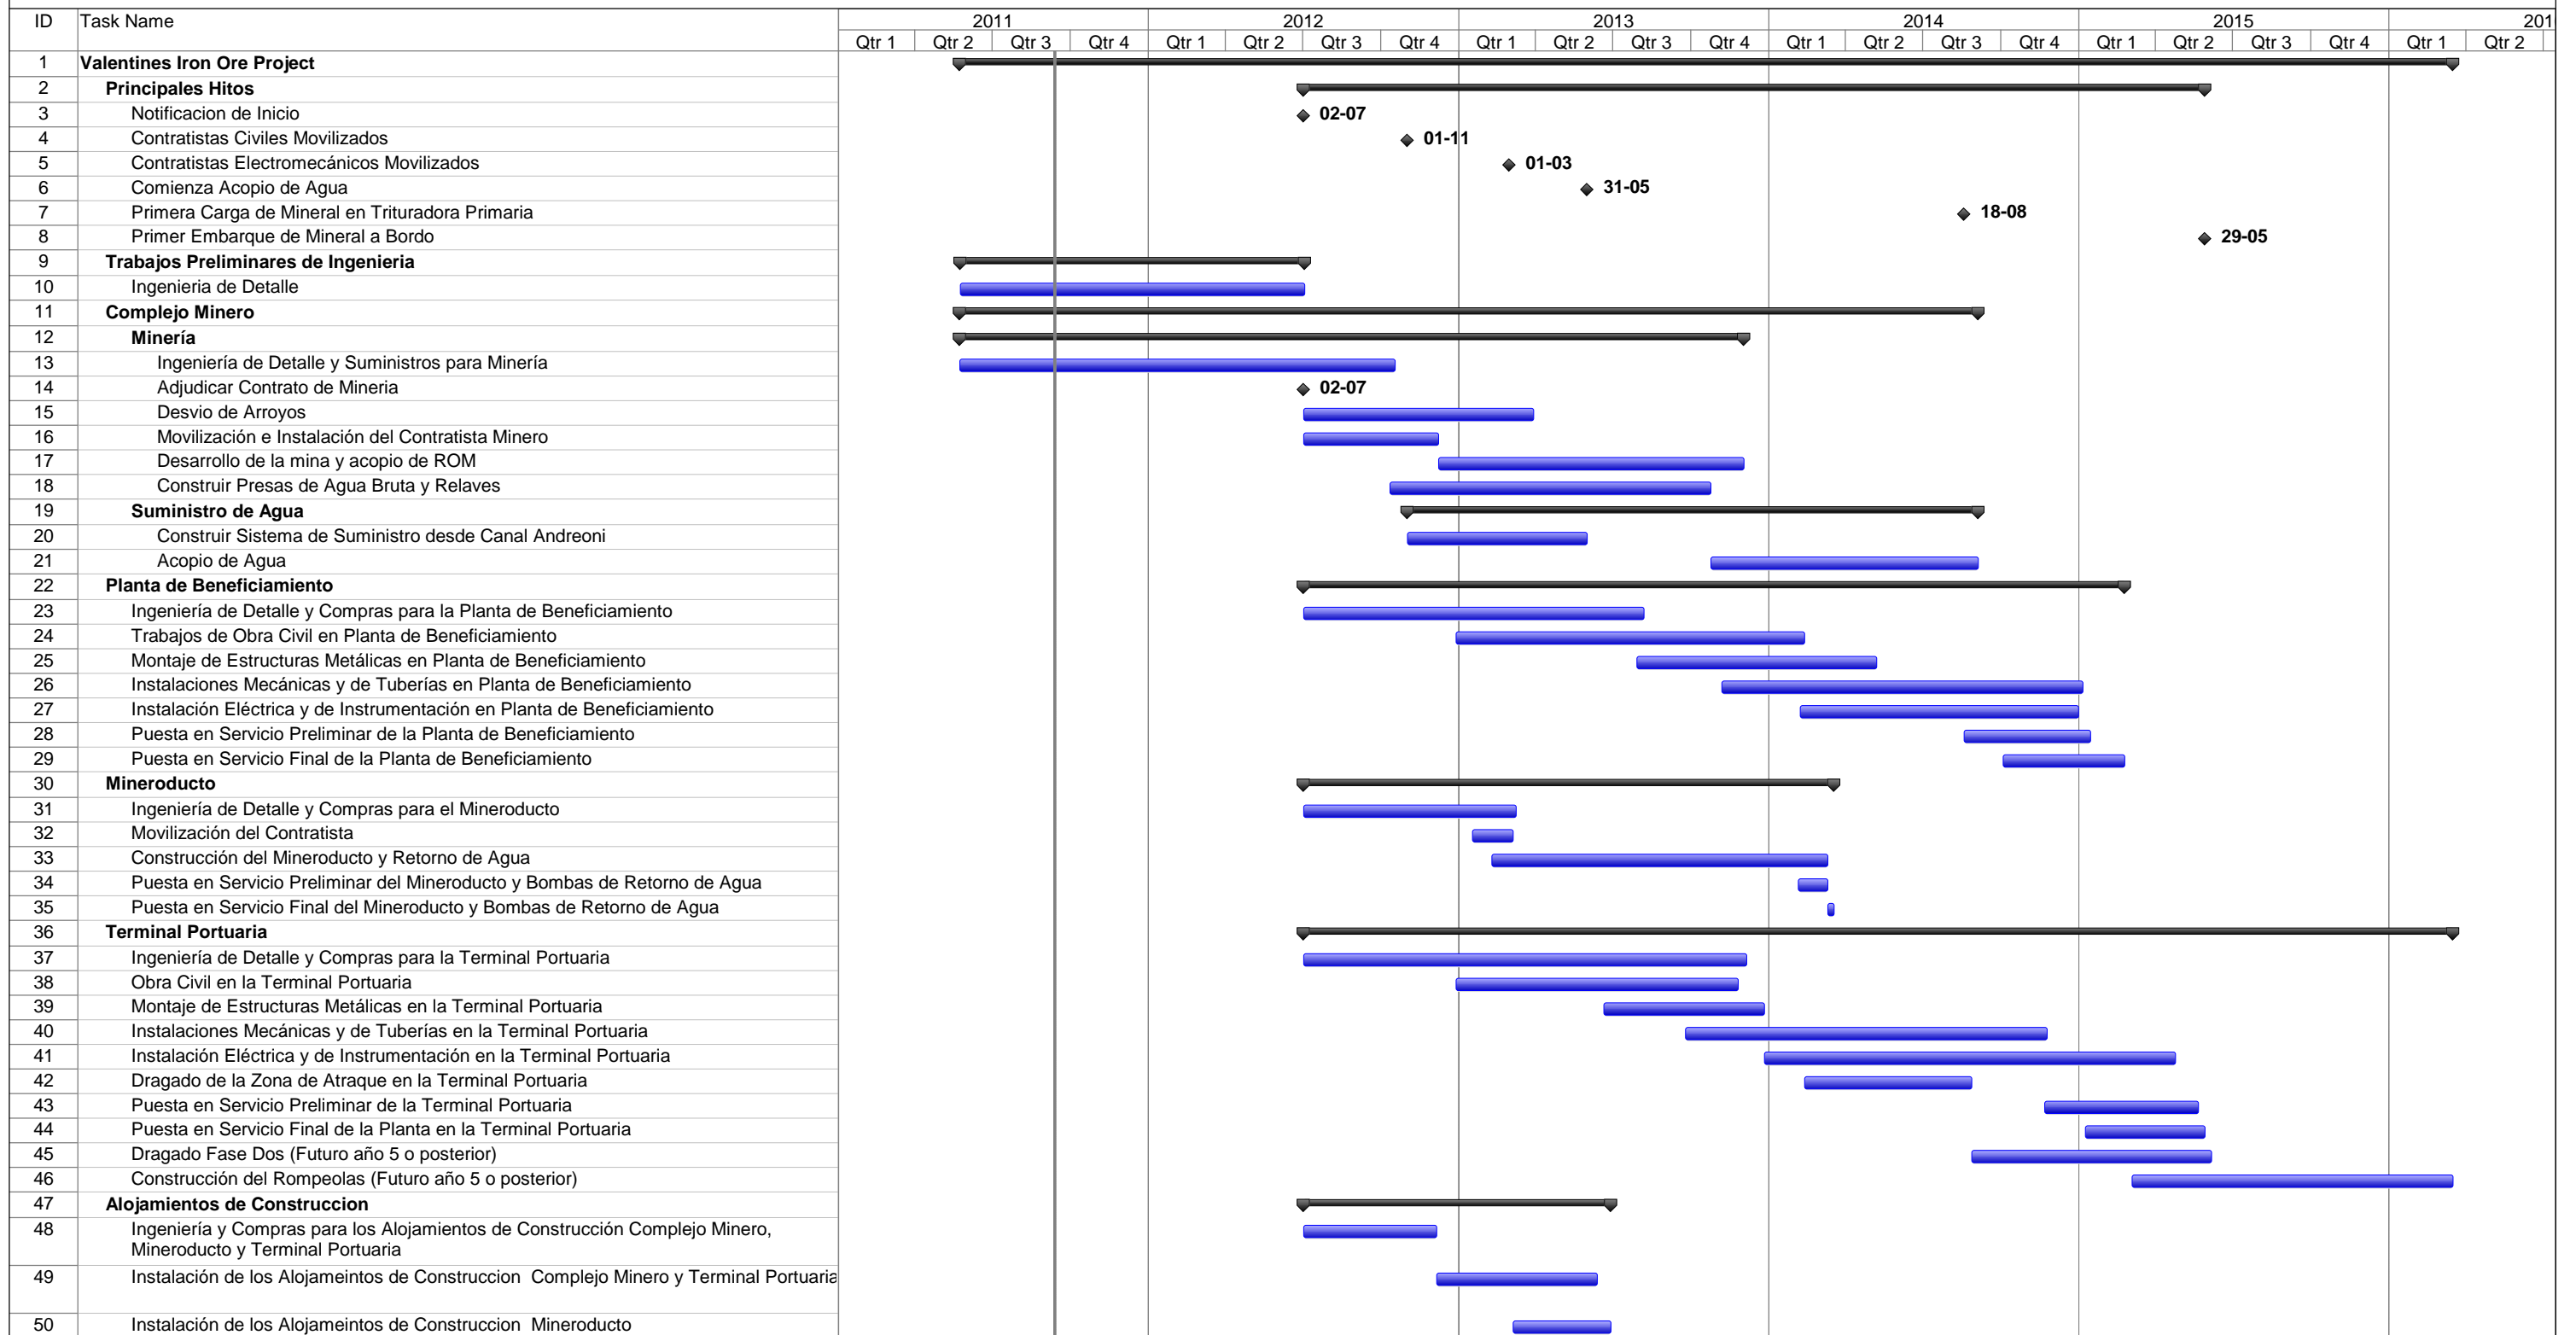 ID Task Name 2011 2012 2013 2014 2015 201
Qtr 1 Qtr 2 Qtr 3 Qtr 4 Qtr 1 Qtr 2 Qtr 3 Qtr 4 Qtr 1 Qtr 2 Qtr 3 Qtr 4 Qtr 1 Qtr 2 Qtr 3 Qtr 4 Qtr 1 Qtr 2 Qtr 3 Qtr 4 Qtr 1 Qtr 2
1 Valentines Iron Ore Project
2 Principales Hitos
3 Notificacion de Inicio 02-07
4 Contratistas Civiles Movilizados 01-11
5 Contratistas Electromecánicos Movilizados 01-03
6 Comienza Acopio de Agua 31-05
7 Primera Carga de Mineral en Trituradora Primaria 18-08
8 Primer Embarque de Mineral a Bordo 29-05
9 Trabajos Preliminares de Ingenieria
10 Ingenieria de Detalle
11 Complejo Minero
12 Minería
13 Ingeniería de Detalle y Suministros para Minería
14 Adjudicar Contrato de Mineria 02-07
15 Desvio de Arroyos
16 Movilización e Instalación del Contratista Minero
17 Desarrollo de la mina y acopio de ROM
18 Construir Presas de Agua Bruta y Relaves
19 Suministro de Agua
20 Construir Sistema de Suministro desde Canal Andreoni
21 Acopio de Agua
22 Planta de Beneficiamiento
23 Ingeniería de Detalle y Compras para la Planta de Beneficiamiento
24 Trabajos de Obra Civil en Planta de Beneficiamiento
25 Montaje de Estructuras Metálicas en Planta de Beneficiamiento
26 Instalaciones Mecánicas y de Tuberías en Planta de Beneficiamiento
27 Instalación Eléctrica y de Instrumentación en Planta de Beneficiamiento
28 Puesta en Servicio Preliminar de la Planta de Beneficiamiento
29 Puesta en Servicio Final de la Planta de Beneficiamiento
30 Mineroducto
31 Ingeniería de Detalle y Compras para el Mineroducto
32 Movilización del Contratista
33 Construcción del Mineroducto y Retorno de Agua
34 Puesta en Servicio Preliminar del Mineroducto y Bombas de Retorno de Agua
35 Puesta en Servicio Final del Mineroducto y Bombas de Retorno de Agua
36 Terminal Portuaria
37 Ingeniería de Detalle y Compras para la Terminal Portuaria
38 Obra Civil en la Terminal Portuaria
39 Montaje de Estructuras Metálicas en la Terminal Portuaria
40 Instalaciones Mecánicas y de Tuberías en la Terminal Portuaria
41 Instalación Eléctrica y de Instrumentación en la Terminal Portuaria
42 Dragado de la Zona de Atraque en la Terminal Portuaria
43 Puesta en Servicio Preliminar de la Terminal Portuaria
44 Puesta en Servicio Final de la Planta en la Terminal Portuaria
45 Dragado Fase Dos (Futuro año 5 o posterior)
46 Construcción del Rompeolas (Futuro año 5 o posterior)
47 Alojamientos de Construccion
48 Ingeniería y Compras para los Alojamientos de Construcción Complejo Minero,
Mineroducto y Terminal Portuaria
49 Instalación de los Alojameintos de Construccion Complejo Minero y Terminal Portuaria
50 Instalación de los Alojameintos de Construccion Mineroducto